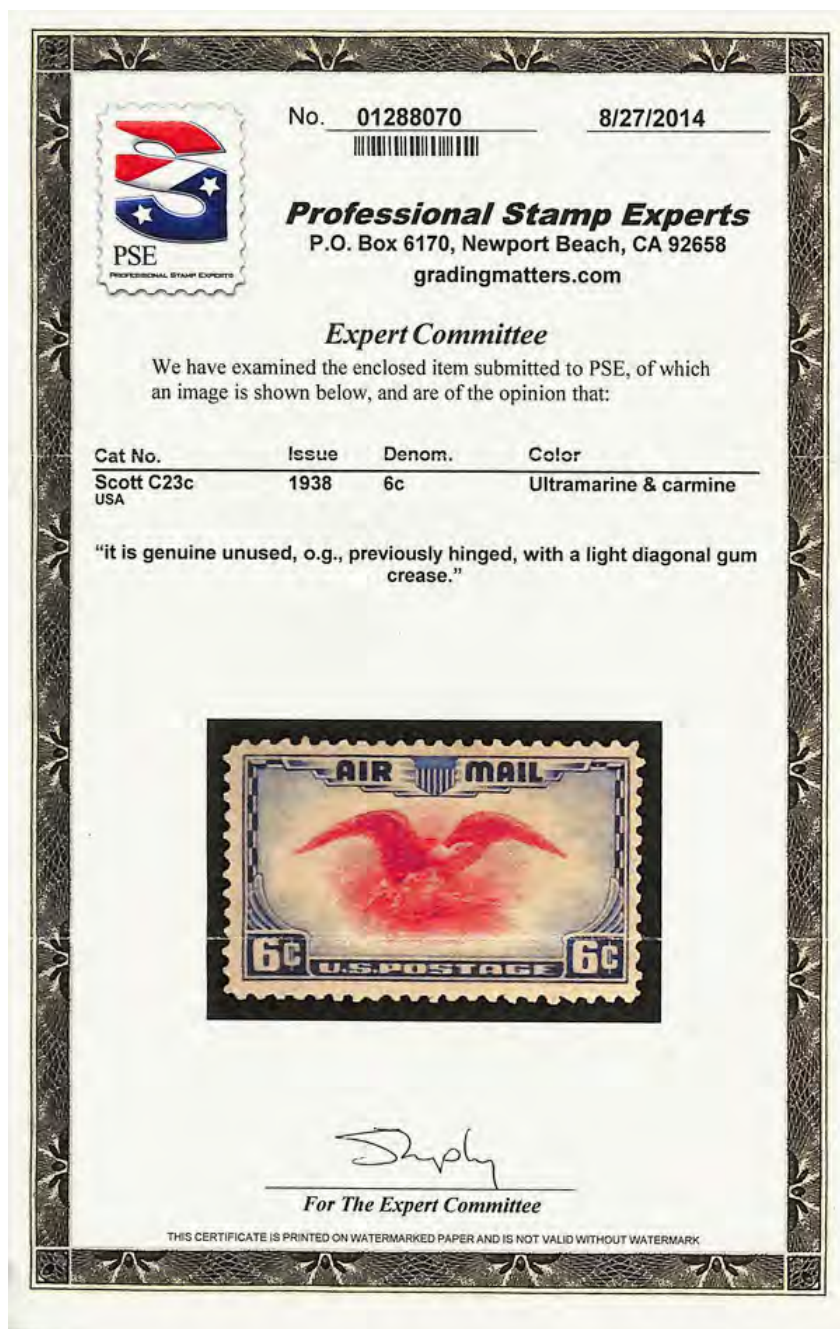 No. 01288070 8/27/2014
PSE
PROFESSIONAL STAMP EXPERTS
Professional Stamp Experts
P.O. Box 6170, Newport Beach, CA 92658
gradingmatters.com
Expert Committee
We have examined the enclosed item submitted to PSE, of which
an image is shown below, and are of the opinion that:
Cat No. Issue Denom. Color
Scott C23c 1938 6c Ultramarine & carmine
USA
“it is genuine unused, o.g., previously hinged, with a light diagonal gum
crease.”
AIR MAIL
6¢ U.S.POSTAGE 6¢
For The Expert Committee
THIS CERTIFICATE IS PRINTED ON WATERMARKED PAPER AND IS NOT VALID WITHOUT WATERMARK